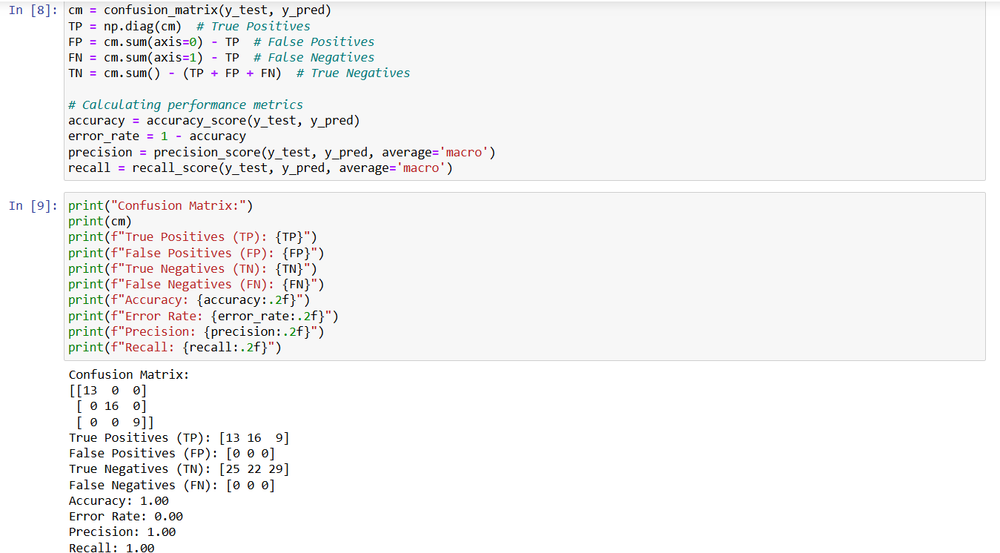 In [8]: cm = confusion_matrix(y_test, y_pred)
TP = np.diag(cm)  # True Positives
FP = cm.sum(axis=0) - TP  # False Positives
FN = cm.sum(axis=1) - TP  # False Negatives
TN = cm.sum() - (TP + FP + FN)  # True Negatives
# Calculating performance metrics
accuracy = accuracy_score(y_test, y_pred)
error_rate = 1 - accuracy
precision = precision_score(y_test, y_pred, average='macro')
recall = recall_score(y_test, y_pred, average='macro')
In [9]: print("Confusion Matrix:")
print(cm)
print(f"True Positives (TP): {TP}")
print(f"False Positives (FP): {FP}")
print(f"True Negatives (TN): {TN}")
print(f"False Negatives (FN): {FN}")
print(f"Accuracy: {accuracy:.2f}")
print(f"Error Rate: {error_rate:.2f}")
print(f"Precision: {precision:.2f}")
print(f"Recall: {recall:.2f}")
Confusion Matrix:
[[13  0  0]
 [ 0 16  0]
 [ 0  0  9]]
True Positives (TP): [13 16  9]
False Positives (FP): [0 0 0]
True Negatives (TN): [25 22 29]
False Negatives (FN): [0 0 0]
Accuracy: 1.00
Error Rate: 0.00
Precision: 1.00
Recall: 1.00